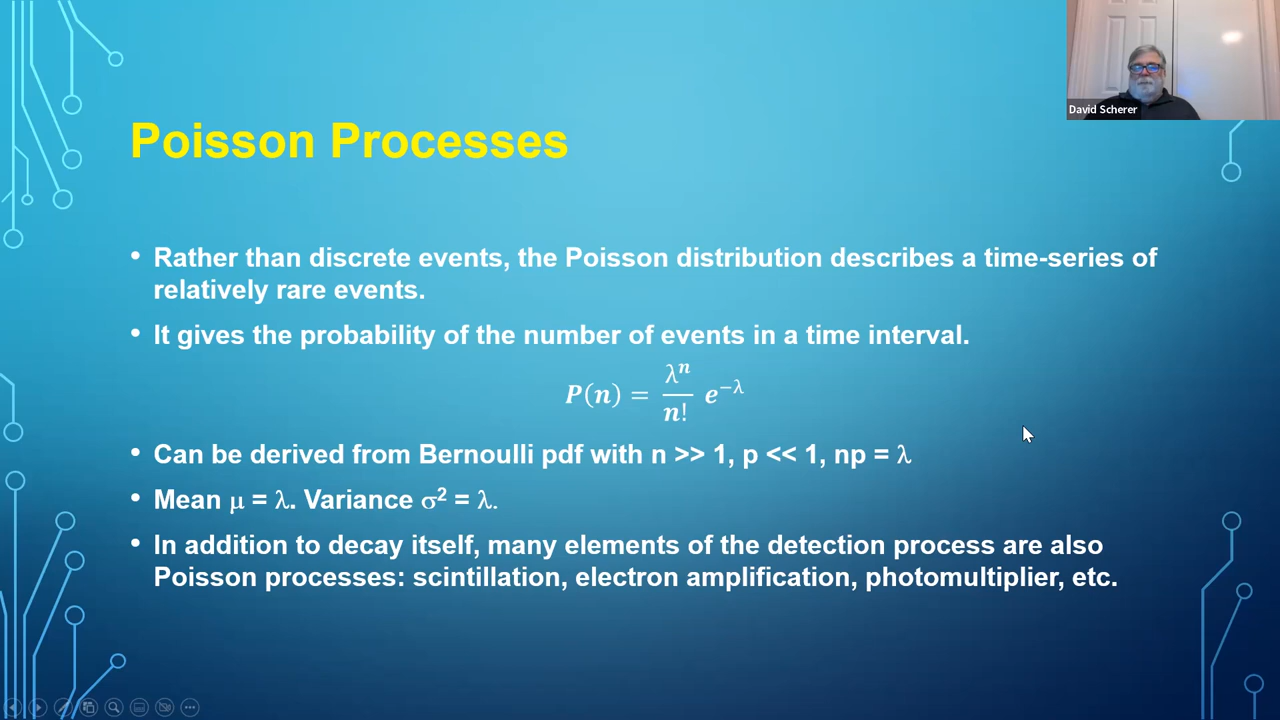 David Scherer
Poisson Processes
• Rather than discrete events, the Poisson distribution describes a time-series of
relatively rare events.
• It gives the probability of the number of events in a time interval.
P(n) = λⁿ/n! e^−λ
• Can be derived from Bernoulli pdf with n >> 1, p << 1, np = λ
• Mean μ = λ. Variance σ² = λ.
• In addition to decay itself, many elements of the detection process are also
Poisson processes: scintillation, electron amplification, photomultiplier, etc.